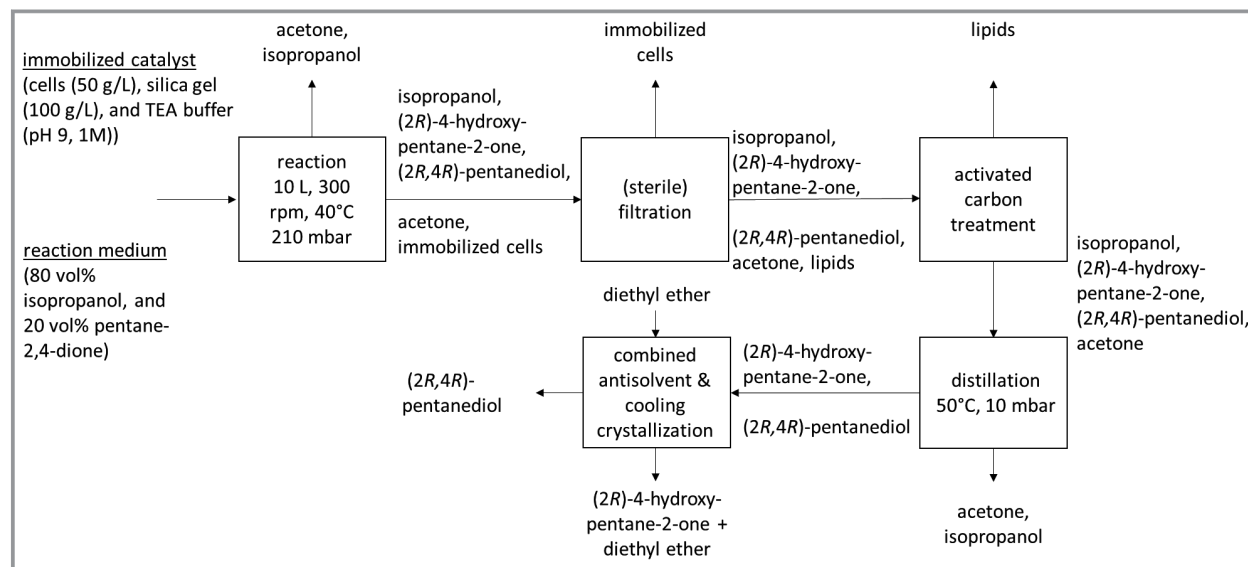 immobilized catalyst
(cells (50 g/L), silica gel
(100 g/L), and TEA buffer
(pH 9, 1M))
reaction medium
(80 vol%
isopropanol, and
20 vol% pentane-
2,4-dione)
acetone,
isopropanol
reaction
10 L, 300
rpm, 40°C
210 mbar
isopropanol,
(2R)-4-hydroxy-
pentane-2-one,
(2R,4R)-pentanediol,
acetone,
immobilized cells
immobilized
cells
(sterile)
filtration
isopropanol,
(2R)-4-hydroxy-
pentane-2-one,
(2R,4R)-pentanediol,
acetone, lipids
lipids
activated
carbon
treatment
isopropanol,
(2R)-4-hydroxy-
pentane-2-one,
(2R,4R)-pentanediol,
acetone
distillation
50°C, 10 mbar
acetone,
isopropanol
(2R)-4-hydroxy-
pentane-2-one,
(2R,4R)-pentanediol
diethyl ether
combined
antisolvent &
cooling
crystallization
(2R,4R)-
pentanediol
(2R)-4-hydroxy-
pentane-2-one +
diethyl ether